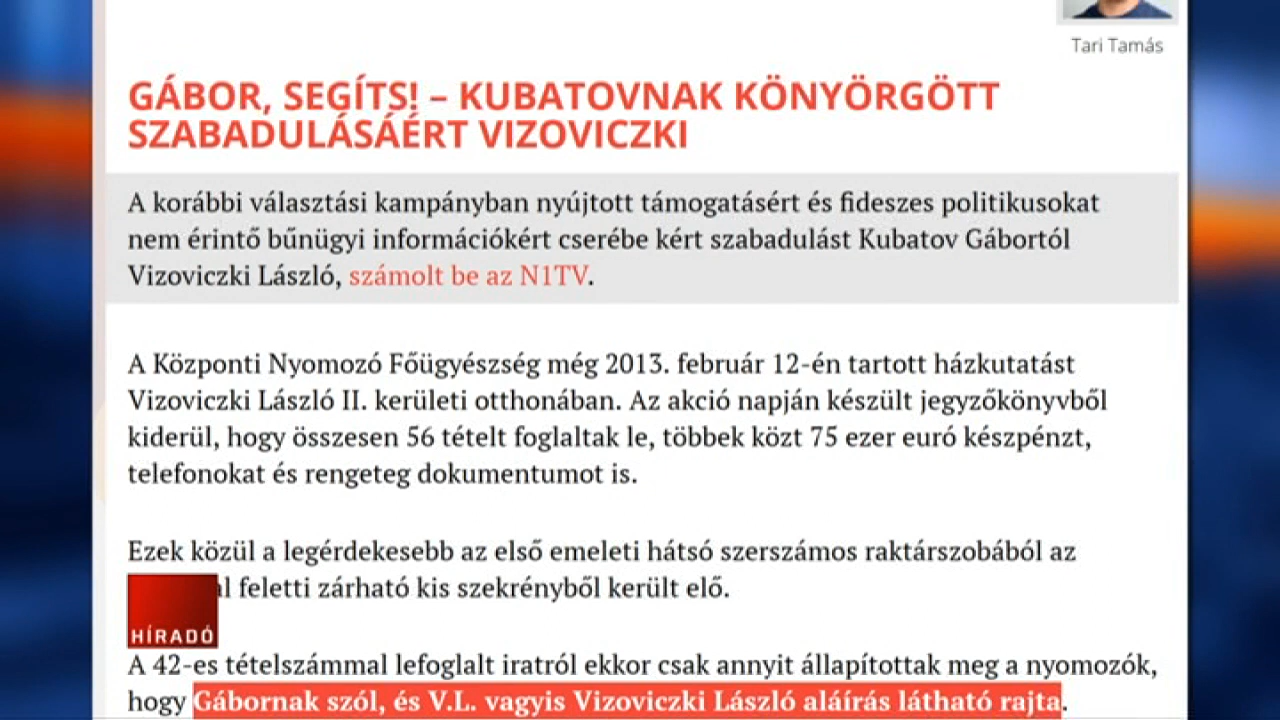 Tari Tamás
GÁBOR, SEGÍTS! – KUBATOVNAK KÖNYÖRGÖTT
SZABADULÁSÁÉRT VIZOVICZKI
A korábbi választási kampányban nyújtott támogatásért és fideszes politikusokat
nem érintő bűnügyi információkért cserébe kért szabadulást Kubatov Gábortól
Vizoviczki László, számolt be az N1TV.
A Központi Nyomozó Főügyészség még 2013. február 12-én tartott házkutatást
Vizoviczki László II. kerületi otthonában. Az akció napján készült jegyzőkönyvből
kiderül, hogy összesen 56 tételt foglaltak le, többek közt 75 ezer euró készpénzt,
telefonokat és rengeteg dokumentumot is.
Ezek közül a legérdekesebb az első emeleti hátsó szerszámos raktárszobából az
feletti zárható kis szekrényből került elő.
HÍRADÓ
A 42-es tételszámmal lefoglalt iratról ekkor csak annyit állapítottak meg a nyomozók,
hogy Gábornak szól, és V.L. vagyis Vizoviczki László aláírás látható rajta.